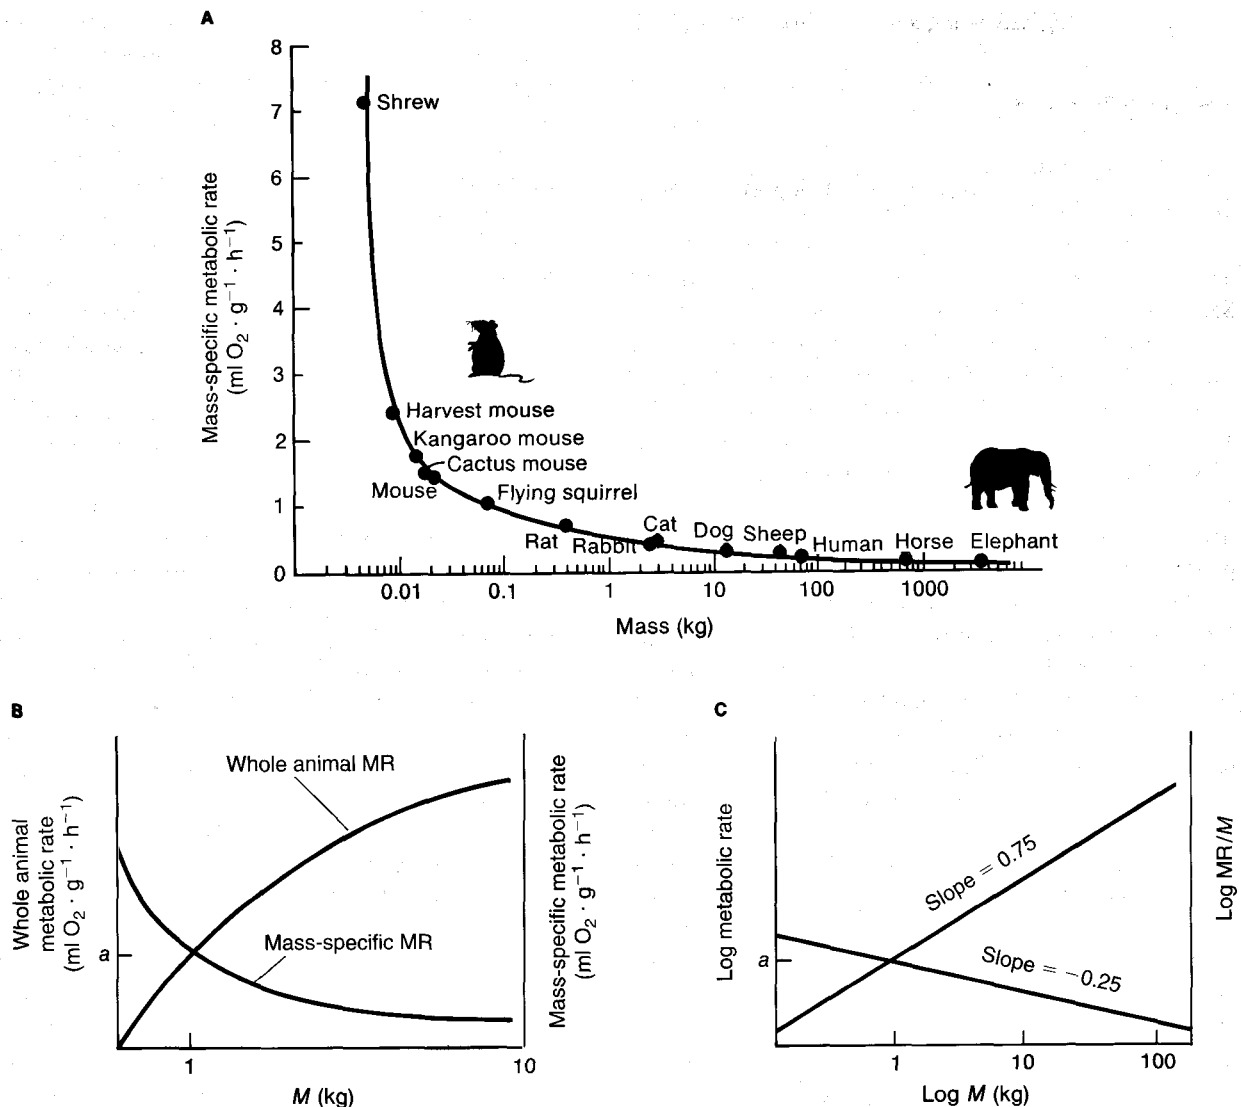 A
8
7
6
5
4
3
2
1
0
Mass-specific metabolic rate
(ml O₂ · g⁻¹ · h⁻¹)
Shrew
Harvest mouse
Kangaroo mouse
Cactus mouse
Mouse
Flying squirrel
Rat
Rabbit
Cat
Dog
Sheep
Human
Horse
Elephant
0.01
0.1
1
10
100
1000
Mass (kg)
B
Whole animal
metabolic rate
(ml O₂ · g⁻¹ · h⁻¹)
a
Whole animal MR
Mass-specific MR
Mass-specific metabolic rate
(ml O₂ · g⁻¹ · h⁻¹)
1
10
M (kg)
C
Log metabolic rate
a
Slope = 0.75
Slope = −0.25
Log MR/M
1
10
100
Log M (kg)